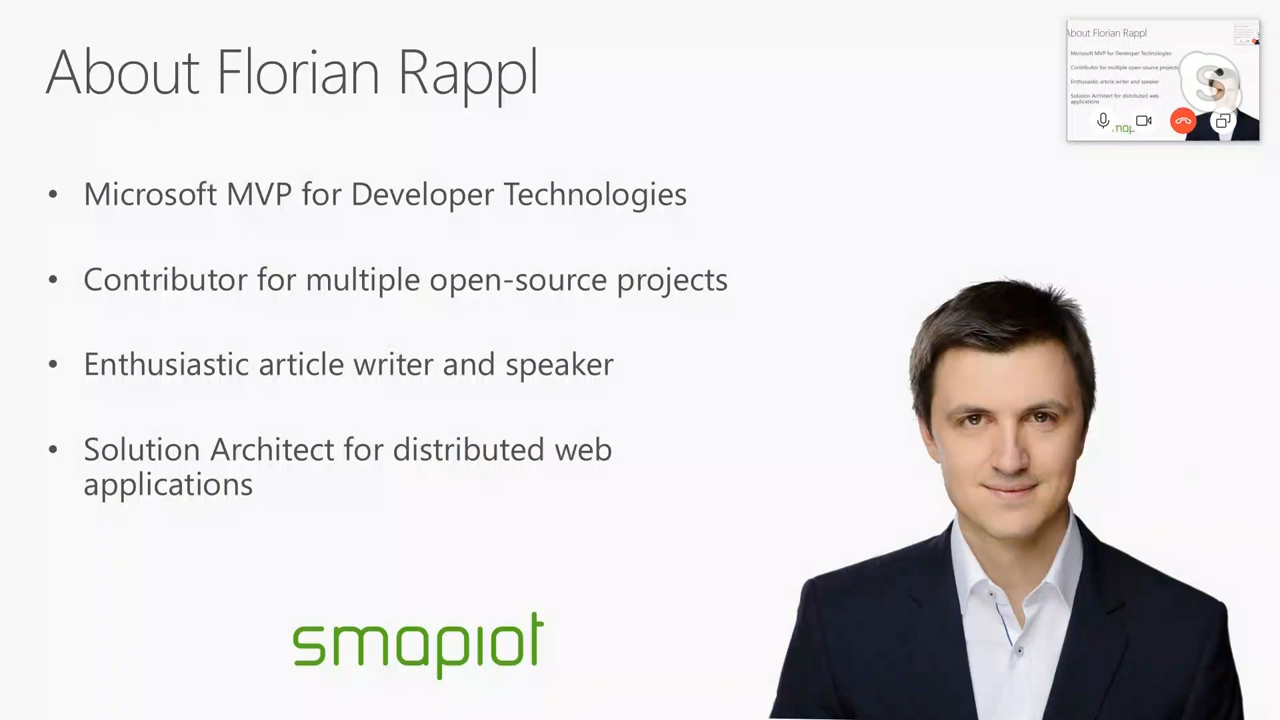 About Florian Rappl
• Microsoft MVP for Developer Technologies
• Contributor for multiple open-source projects
• Enthusiastic article writer and speaker
• Solution Architect for distributed web
applications
smapiot
About Florian Rappl
Microsoft MVP for Developer Technologies
Contributor for multiple open-source projects
Enthusiastic article writer and speaker
Solution Architect for distributed web
applications
S